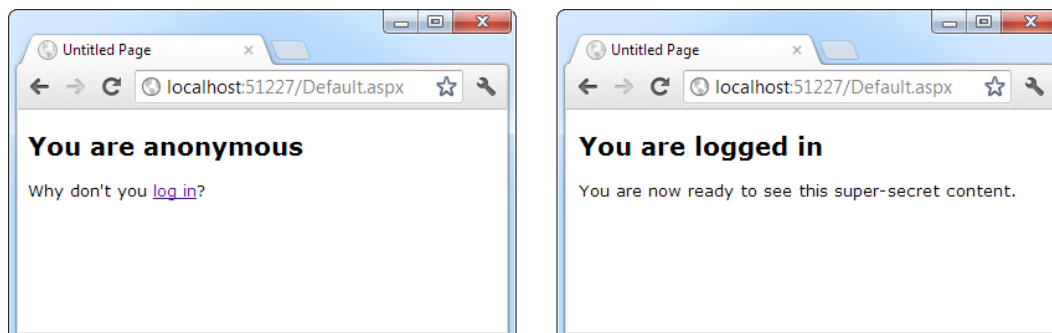 Untitled Page
localhost:51227/Default.aspx
You are anonymous
Why don't you log in?
Untitled Page
localhost:51227/Default.aspx
You are logged in
You are now ready to see this super-secret content.